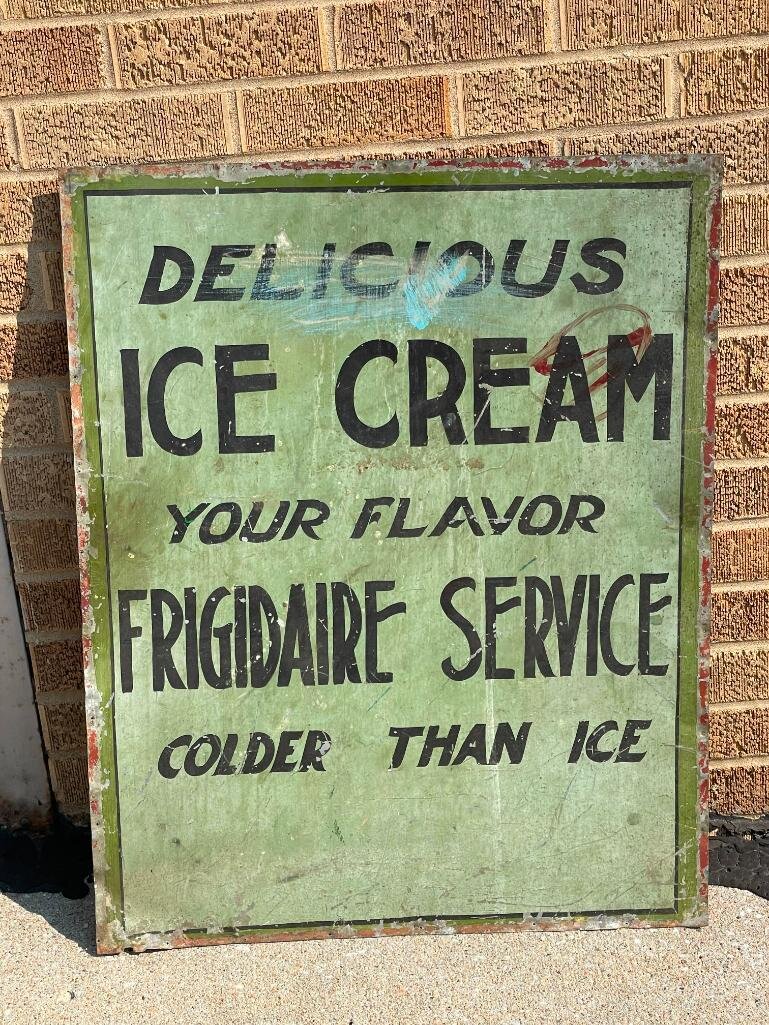 DELICIOUS
ICE CREAM
YOUR FLAVOR
FRIGIDAIRE SERVICE
COLDER THAN ICE